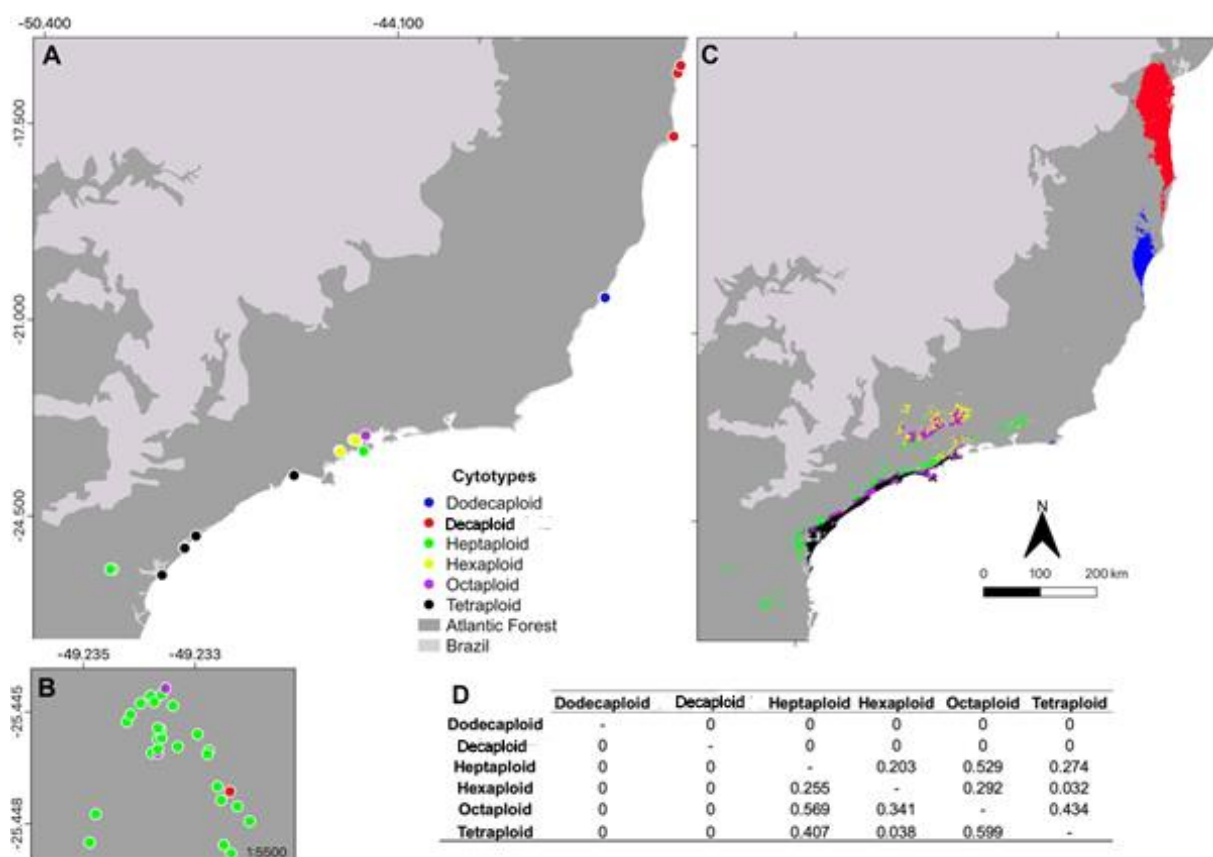 -50.400 -44.100
A
C
-17.500
-21.000
-24.500
Cytotypes
Dodecaploid
Decaploid
Heptaploid
Hexaploid
Octaploid
Tetraploid
Atlantic Forest
Brazil
N
0 100 200 km
-49.235 -49.233
B
-25.445
-25.448
1:5500
D
Dodecaploid Decaploid Heptaploid Hexaploid Octaploid Tetraploid
Dodecaploid - 0 0 0 0 0
Decaploid 0 - 0 0 0 0
Heptaploid 0 0 - 0.203 0.529 0.274
Hexaploid 0 0 0.255 - 0.292 0.032
Octaploid 0 0 0.569 0.341 - 0.434
Tetraploid 0 0 0.407 0.038 0.599 -